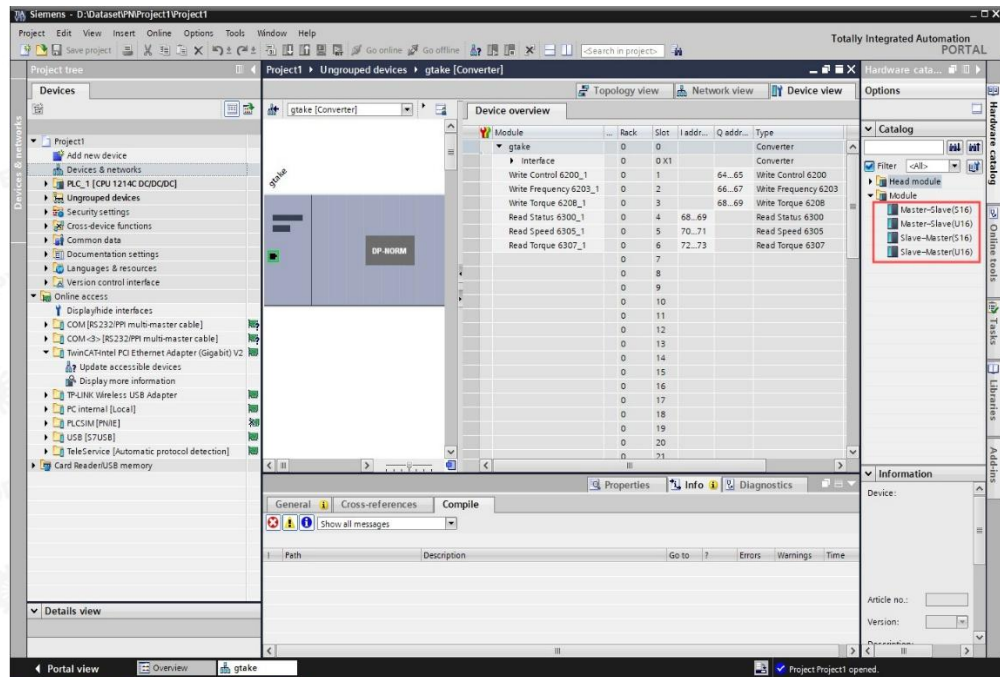 Siemens - D:\Dataset\PN\Project1\Project1
Project Edit View Insert Online Options Tools Window Help
Totally Integrated Automation
PORTAL
Save project Go online Go offline <Search in project>
Project tree
Project1 Ungrouped devices gtake [Converter]
Hardware cata...
Devices
Topology view Network view Device view
Options
gtake [Converter]
Device overview
Module ... Rack Slot I addr... Q addr... Type
gtake 0 0 Converter
Interface 0 0 X1 Converter
Write Control 6200_1 0 1 64...65 Write Control 6200
Write Frequency 6203_1 0 2 66...67 Write Frequency 6203
Write Torque 620B_1 0 3 68...69 Write Torque 620B
Read Status 6300_1 0 4 68...69 Read Status 6300
Read Speed 6305_1 0 5 70...71 Read Speed 6305
Read Torque 6307_1 0 6 72...73 Read Torque 6307
0 7
0 8
0 9
0 10
0 11
0 12
0 13
0 14
0 15
0 16
0 17
0 18
0 19
0 20
0 21
gtake
DP-NORM
Project1
Add new device
Devices & networks
PLC_1 [CPU 1214C DC/DC/DC]
Ungrouped devices
Security settings
Cross-device functions
Common data
Documentation settings
Languages & resources
Version control interface
Online access
Display/hide interfaces
COM [RS232/PPI multi-master cable]
COM <3> [RS232/PPI multi-master cable]
TwinCAT-Intel PCI Ethernet Adapter (Gigabit) V2
Update accessible devices
Display more information
TP-LINK Wireless USB Adapter
PC internal [Local]
PLCSIM [PN/IE]
USB [S7USB]
TeleService [Automatic protocol detection]
Card Reader/USB memory
Details view
Devices & networks
Catalog
Filter <All>
Head module
Module
Master-Slave(S16)
Master-Slave(U16)
Slave-Master(S16)
Slave-Master(U16)
Information
Device:
Article no.:
Version:
Hardware catalog
Online tools
Tasks
Libraries
Add-ins
Properties Info Diagnostics
General Cross-references Compile
Show all messages
! Path Description Go to ? Errors Warnings Time
Portal view Overview gtake
Project Project1 opened.